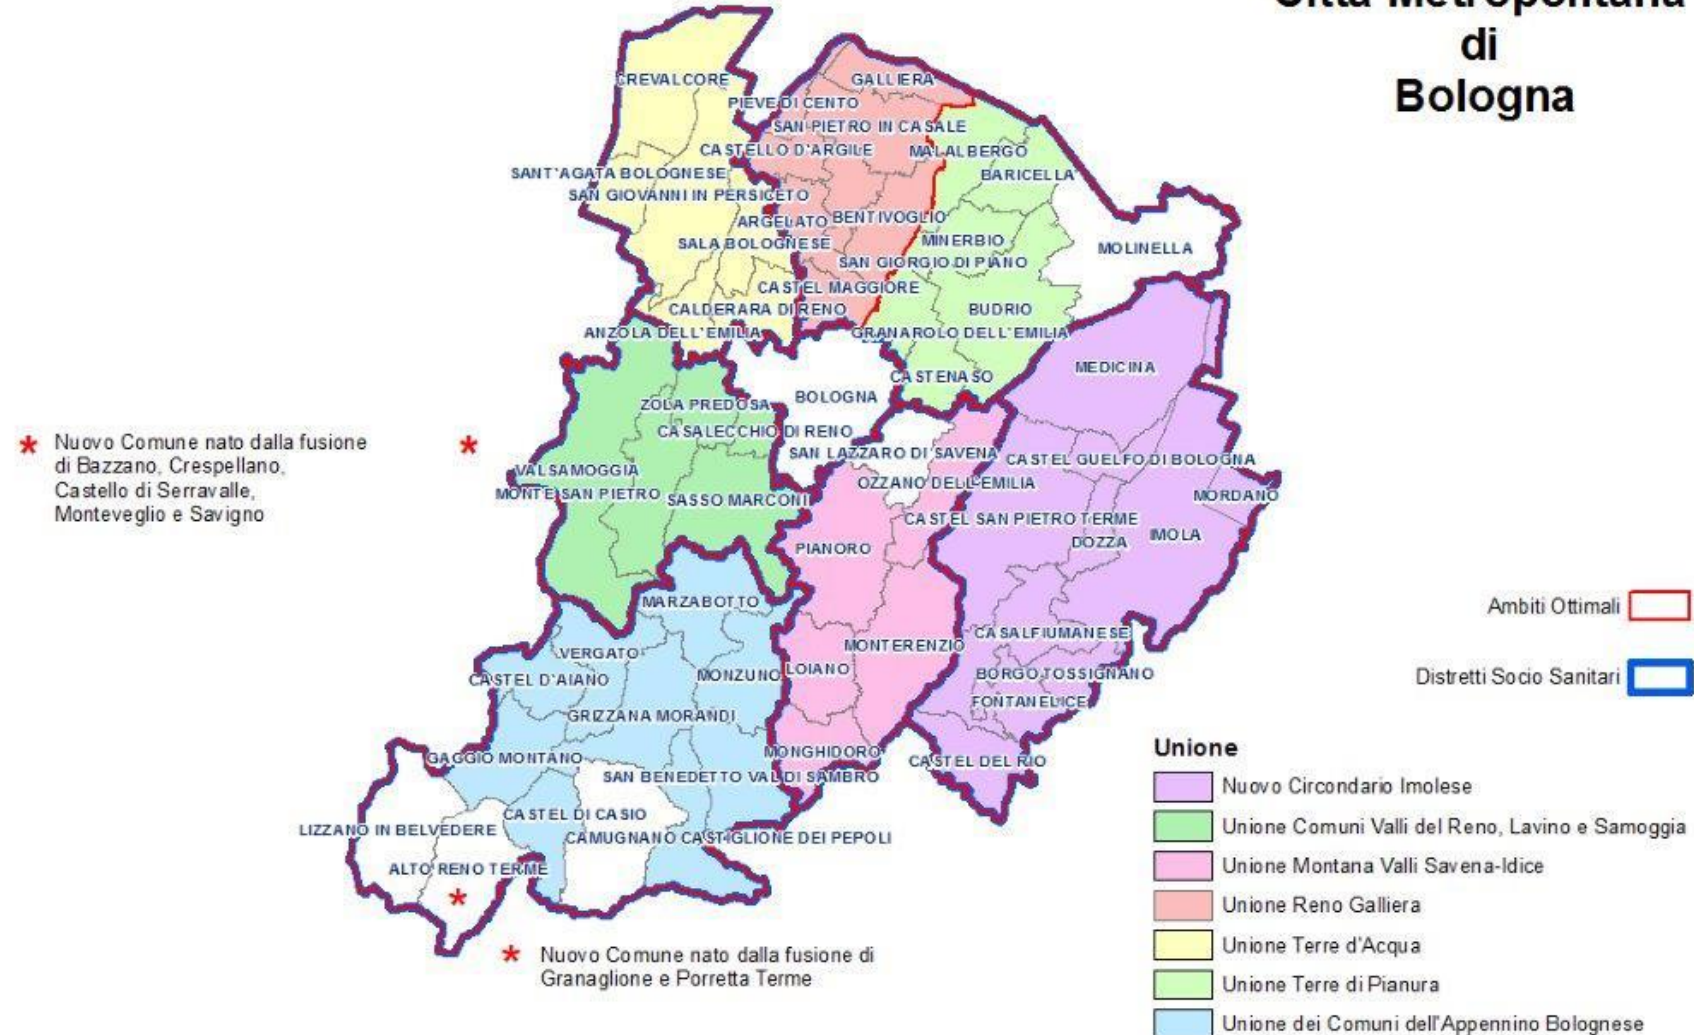 Città Metropolitana
di
Bologna
CREVALCORE
GALLIERA
PIEVE DI CENTO
SAN PIETRO IN CASALE
CASTELLO D'ARGILE
MALALBERGO
SANT'AGATA BOLOGNESE
BARICELLA
SAN GIOVANNI IN PERSICETO
ARGELATO
BENTIVOGLIO
SALA BOLOGNESE
MINERBIO
MOLINELLA
SAN GIORGIO DI PIANO
CASTEL MAGGIORE
CALDERARA DI RENO
BUDRIO
ANZOLA DELL'EMILIA
GRANAROLO DELL'EMILIA
MEDICINA
CASTENASO
BOLOGNA
ZOLA PREDOSA
CASALECCHIO DI RENO
SAN LAZZARO DI SAVENA
CASTEL GUELFO DI BOLOGNA
VALSAMOGGIA
OZZANO DELL'EMILIA
MONTE SAN PIETRO
SASSO MARCONI
MORDANO
CASTEL SAN PIETRO TERME
IMOLA
DOZZA
PIANORO
MARZABOTTO
CASALFIUMANESE
MONTERENZIO
VERGATO
LOIANO
MONZUNO
BORGO TOSSIGNANO
CASTEL D'AIANO
FONTANELICE
GRIZZANA MORANDI
MONGHIDORO
GAGGIO MONTANO
CASTEL DEL RIO
SAN BENEDETTO VAL DI SAMBRO
CASTEL DI CASIO
LIZZANO IN BELVEDERE
CAMUGNANO
CASTIGLIONE DEI PEPOLI
ALTO RENO TERME
*
*
* Nuovo Comune nato dalla fusione
di Bazzano, Crespellano,
Castello di Serravalle,
Monteveglio e Savigno
* Nuovo Comune nato dalla fusione di
Granaglione e Porretta Terme
Ambiti Ottimali
Distretti Socio Sanitari
Unione
Nuovo Circondario Imolese
Unione Comuni Valli del Reno, Lavino e Samoggia
Unione Montana Valli Savena-Idice
Unione Reno Galliera
Unione Terre d'Acqua
Unione Terre di Pianura
Unione dei Comuni dell'Appennino Bolognese